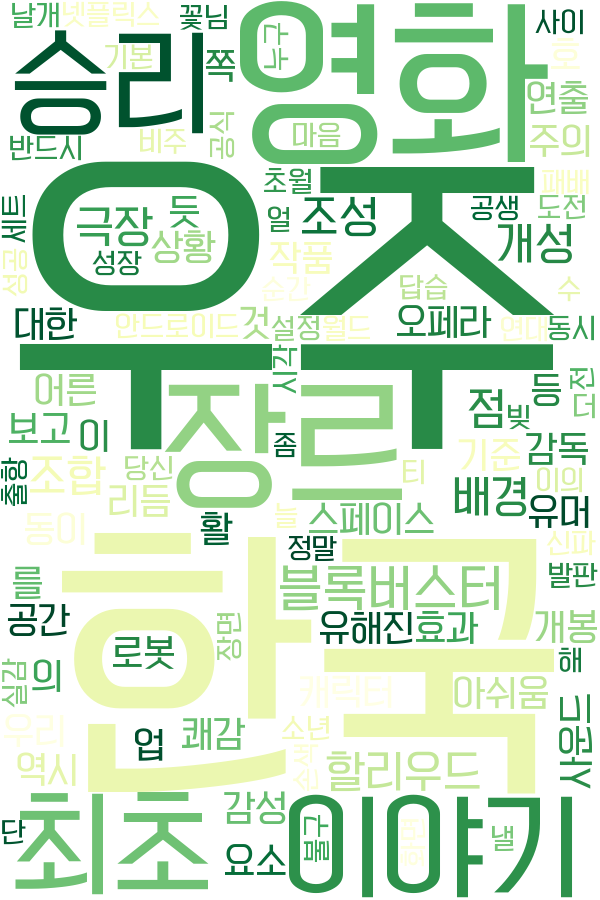 날개
넷플릭스
꽃님
사이
승리
영화
누구
기본
쪽
연출
주의
반드시
비주
공식
마음
세트
우주
극장
듯
상황
성장
초월
얼
조성
공생
패배
도전
개성
성공
작품
순간
답습
수
대한
안드로이드
것
설정
월드
오페라
연대
동시
시각
어른
장르
점
빛
등
더전
보고
이
좀
기준
감독
출항
조합
당신
리듬
티
배경
이의
유머
동이
활
늘
스페이스
정말
신파
한국
를
블록버스터
발판
공간
로봇
장면
유해진
효과
개봉
실감
의
캐릭터
아쉬움
해
우리
업
쾌감
소년
역시
손색
할리우드
단
최초
감성
요소
이야기
물구
낼